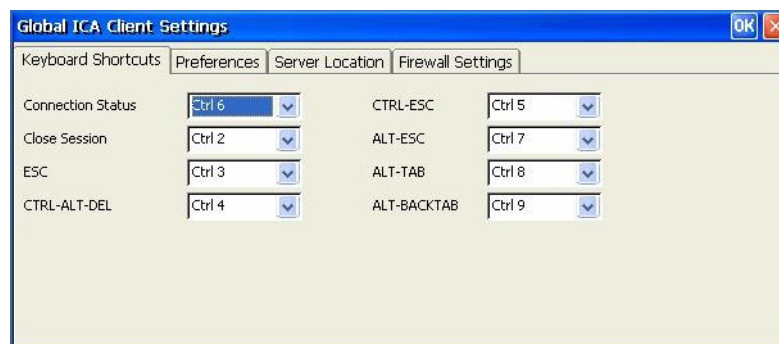 Global ICA Client Settings OK
Keyboard Shortcuts Preferences Server Location Firewall Settings
Connection Status Ctrl 6 CTRL-ESC Ctrl 5
Close Session Ctrl 2 ALT-ESC Ctrl 7
ESC Ctrl 3 ALT-TAB Ctrl 8
CTRL-ALT-DEL Ctrl 4 ALT-BACKTAB Ctrl 9